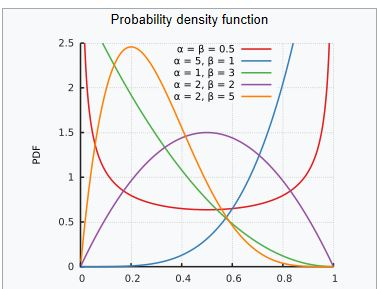 Probability density function
2.5
α = β = 0.5
α = 5, β = 1
α = 1, β = 3
2
α = 2, β = 2
α = 2, β = 5
1.5
PDF
1
0.5
0
0 0.2 0.4 0.6 0.8 1